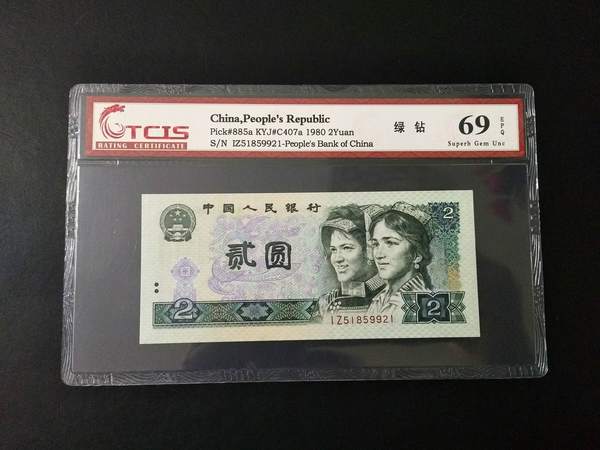 TCIS
RATING CERTIFICATE
China,People's Republic
Pick#885a KYJ#C407a 1980 2Yuan
S/N IZ51859921-People's Bank of China
绿钻
69 EPQ
Superb Gem Unc
中国人民银行
2
贰圆
2
2
IZ51859921